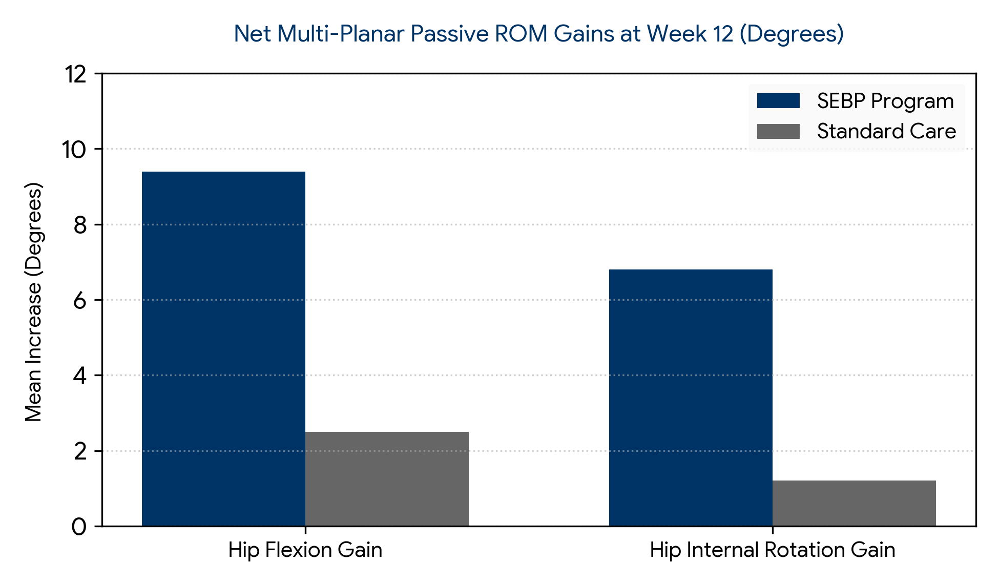 Net Multi-Planar Passive ROM Gains at Week 12 (Degrees)
12
10
8
6
4
2
0
Mean Increase (Degrees)
SEBP Program
Standard Care
Hip Flexion Gain
Hip Internal Rotation Gain